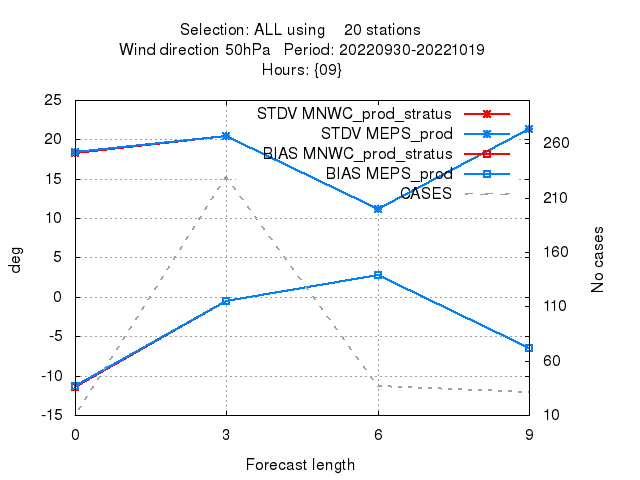 Selection: ALL using 20 stations
Wind direction 50hPa Period: 20220930-20221019
Hours: {09}
25
20
15
10
5
0
-5
-10
-15
deg
STDV MNWC_prod_stratus
STDV MEPS_prod
BIAS MNWC_prod_stratus
BIAS MEPS_prod
CASES
260
210
160
110
60
10
No cases
0 3 6 9
Forecast length